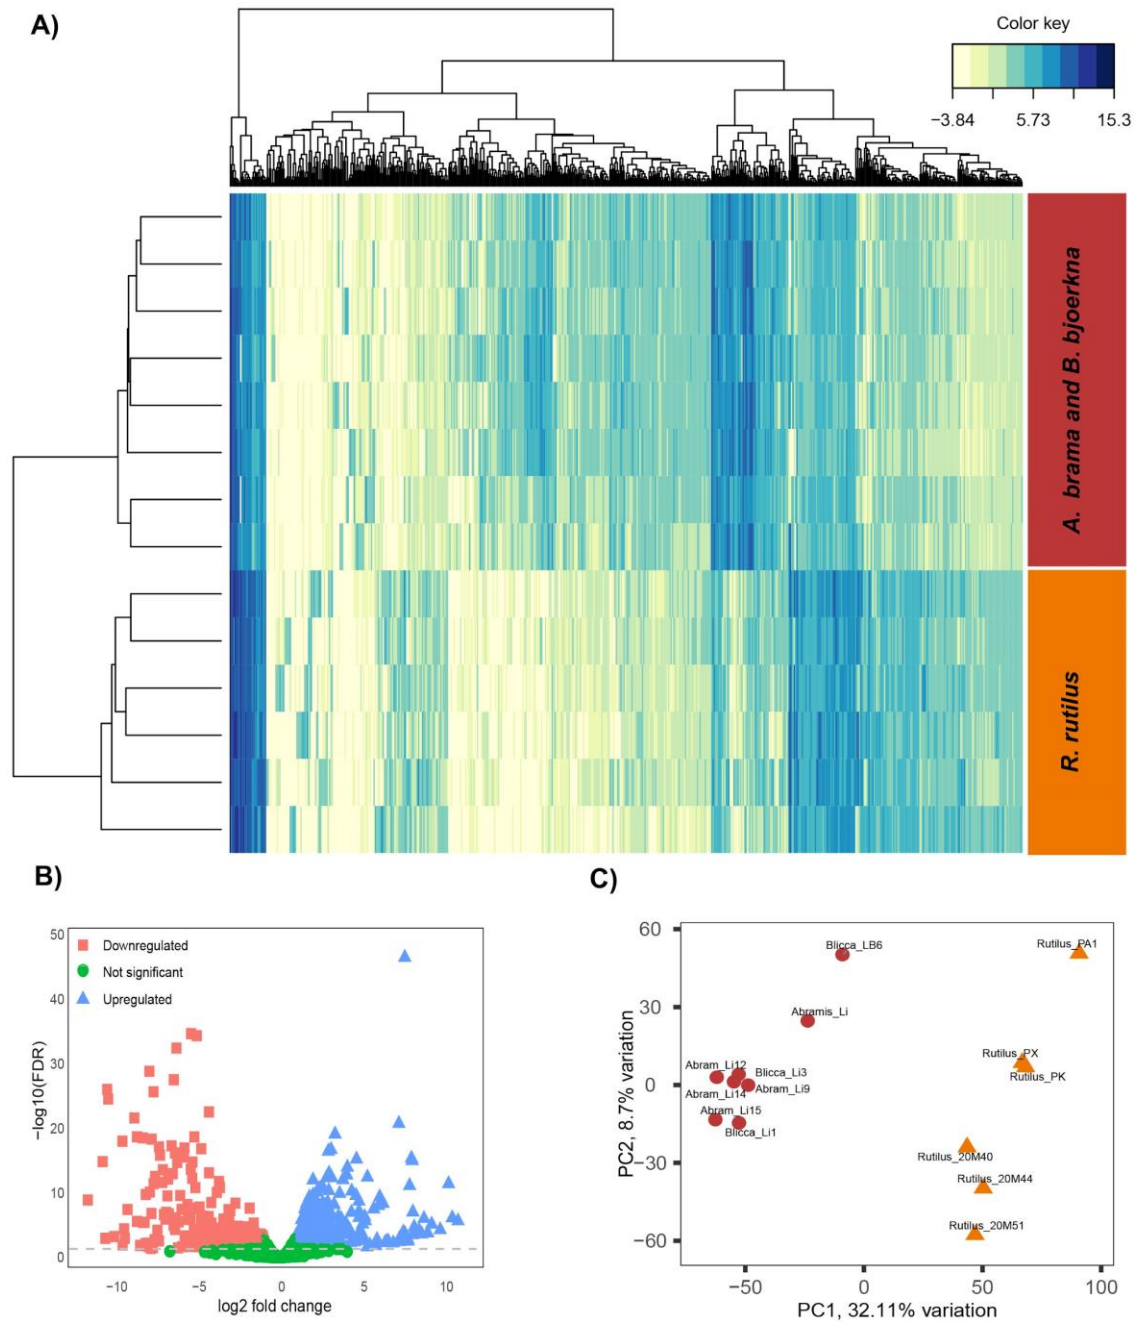 A)
Color key
−3.84 5.73 15.3
A. brama and B. bjoerkna
R. rutilus
B)
50
40
30
20
10
0
−log10(FDR)
Downregulated
Not significant
Upregulated
−10 −5 0 5 10
log2 fold change
C)
60
30
0
−30
−60
PC2, 8.7% variation
Blicca_LB6
Rutilus_PA1
Abramis_Li
Rutilus_PX
Rutilus_PK
Abram_Li12
Blicca_Li3
Abram_Li9
Abram_Li14
Abram_Li15
Blicca_Li1
Rutilus_20M40
Rutilus_20M44
Rutilus_20M51
−50 0 50 100
PC1, 32.11% variation